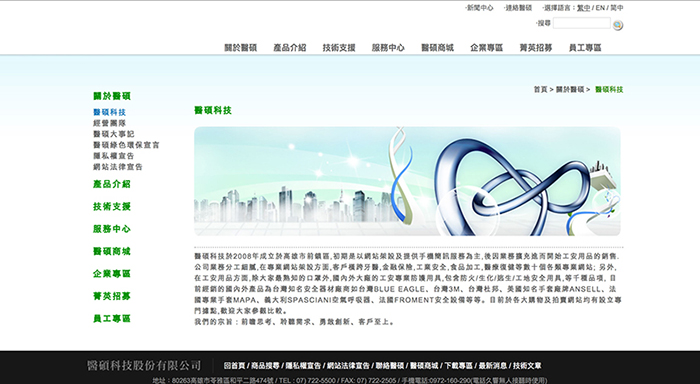 ·新聞中心 ·連絡醫碩 ·選擇語言: 繁中 / EN / 简中
·搜尋
關於醫碩 產品介紹 技術支援 服務中心 醫碩商城 企業專區 菁英招募 員工專區
首頁 > 關於醫碩 > 醫碩科技
關於醫碩
醫碩科技
經營團隊
醫碩大事記
醫碩綠色環保宣言
隱私權宣告
網站法律宣告
產品介紹
技術支援
服務中心
醫碩商城
企業專區
菁英招募
員工專區
醫碩科技
醫碩科技於2008年成立於高雄市前鎮區,初期是以網站架設及提供手機簡訊服務為主,後因業務擴充進而開始工安用品的銷售.
公司業務分工細膩,在專業網站架設方面,客戶橫跨牙醫,金融保險,工業安全,食品加工,醫療復健等數十個各類專業網站; 另外,
在工安用品方面,除大家最熟知的口罩外,國內外大廠的工安專業防護用具,包含防火/生化/逃生/工地安全用具,等千種品項, 目
前經銷的國內外產品為台灣知名安全器材廠商如台灣BLUE EAGLE、台灣3M、台灣杜邦、美國知名手套廠牌ANSELL、法
國專業手套MAPA、義大利SPASCIANI空氣呼吸器、法國FROMENT安全設備等等。目前於各大購物及拍賣網站均有設立專
門據點,歡迎大家參觀比較。
我們的宗旨：前瞻思考、聆聽需求、勇敢創新、客戶至上。
醫碩科技股份有限公司
回首頁 / 商品搜尋 / 隱私權宣告 / 網站法律宣告 / 聯絡醫碩 / 醫碩商城 / 下載專區 / 最新消息 / 技術文章
地址：80263高雄市苓雅區和平二路474號 / TEL : 07) 722-5500 / FAX: 07) 722-2505 / 手機電話:0972-160-290(電話久響無人接聽時使用)